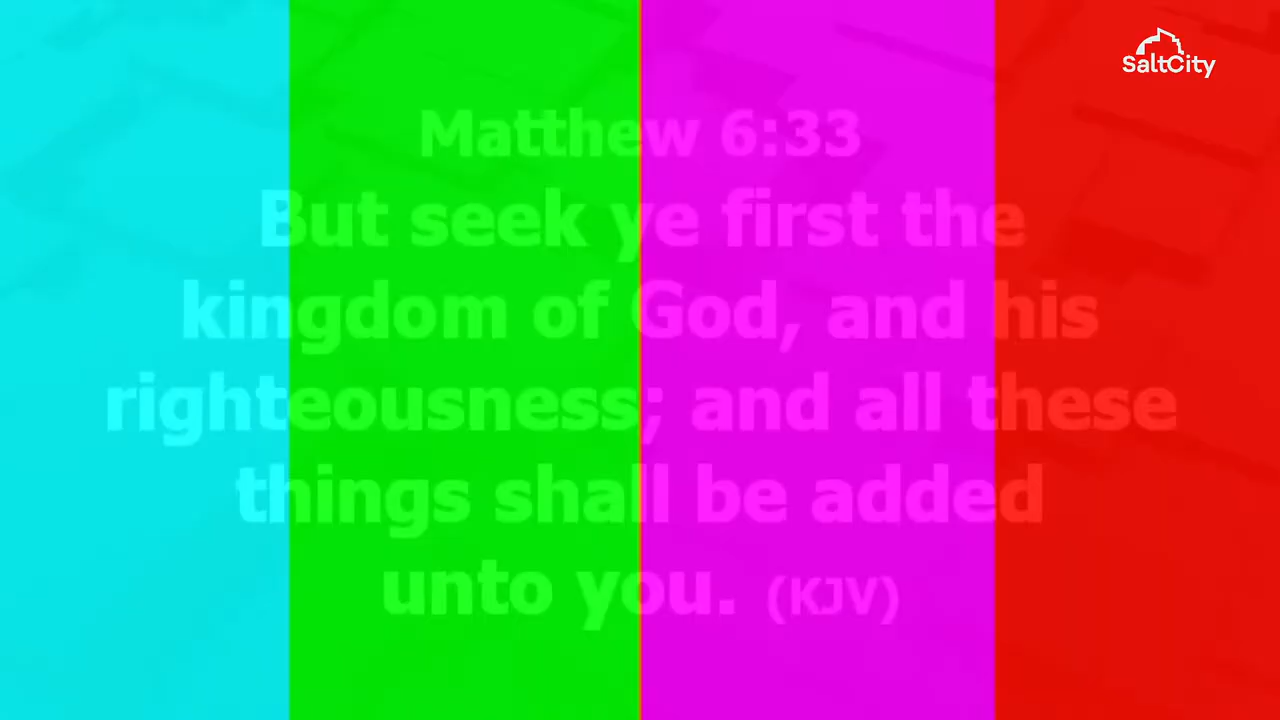 SaltCity
Matthew 6:33
But seek ye first the
kingdom of God, and his
righteousness; and all these
things shall be added
unto you. (KJV)